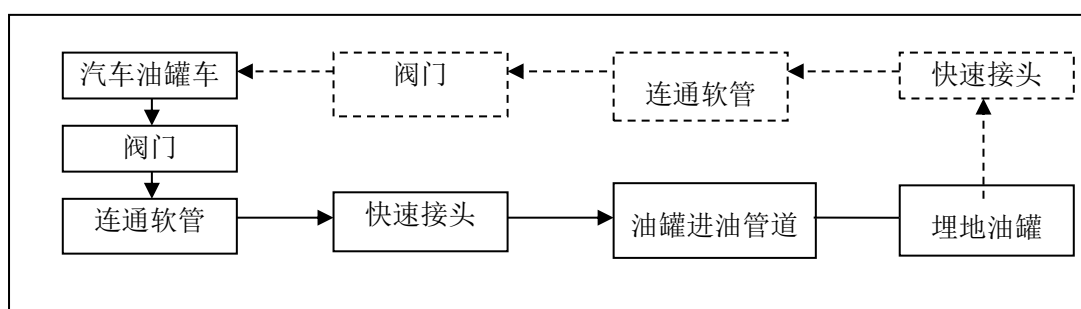 汽车油罐车
阀门
连通软管
快速接头
阀门
连通软管
快速接头
油罐进油管道
埋地油罐